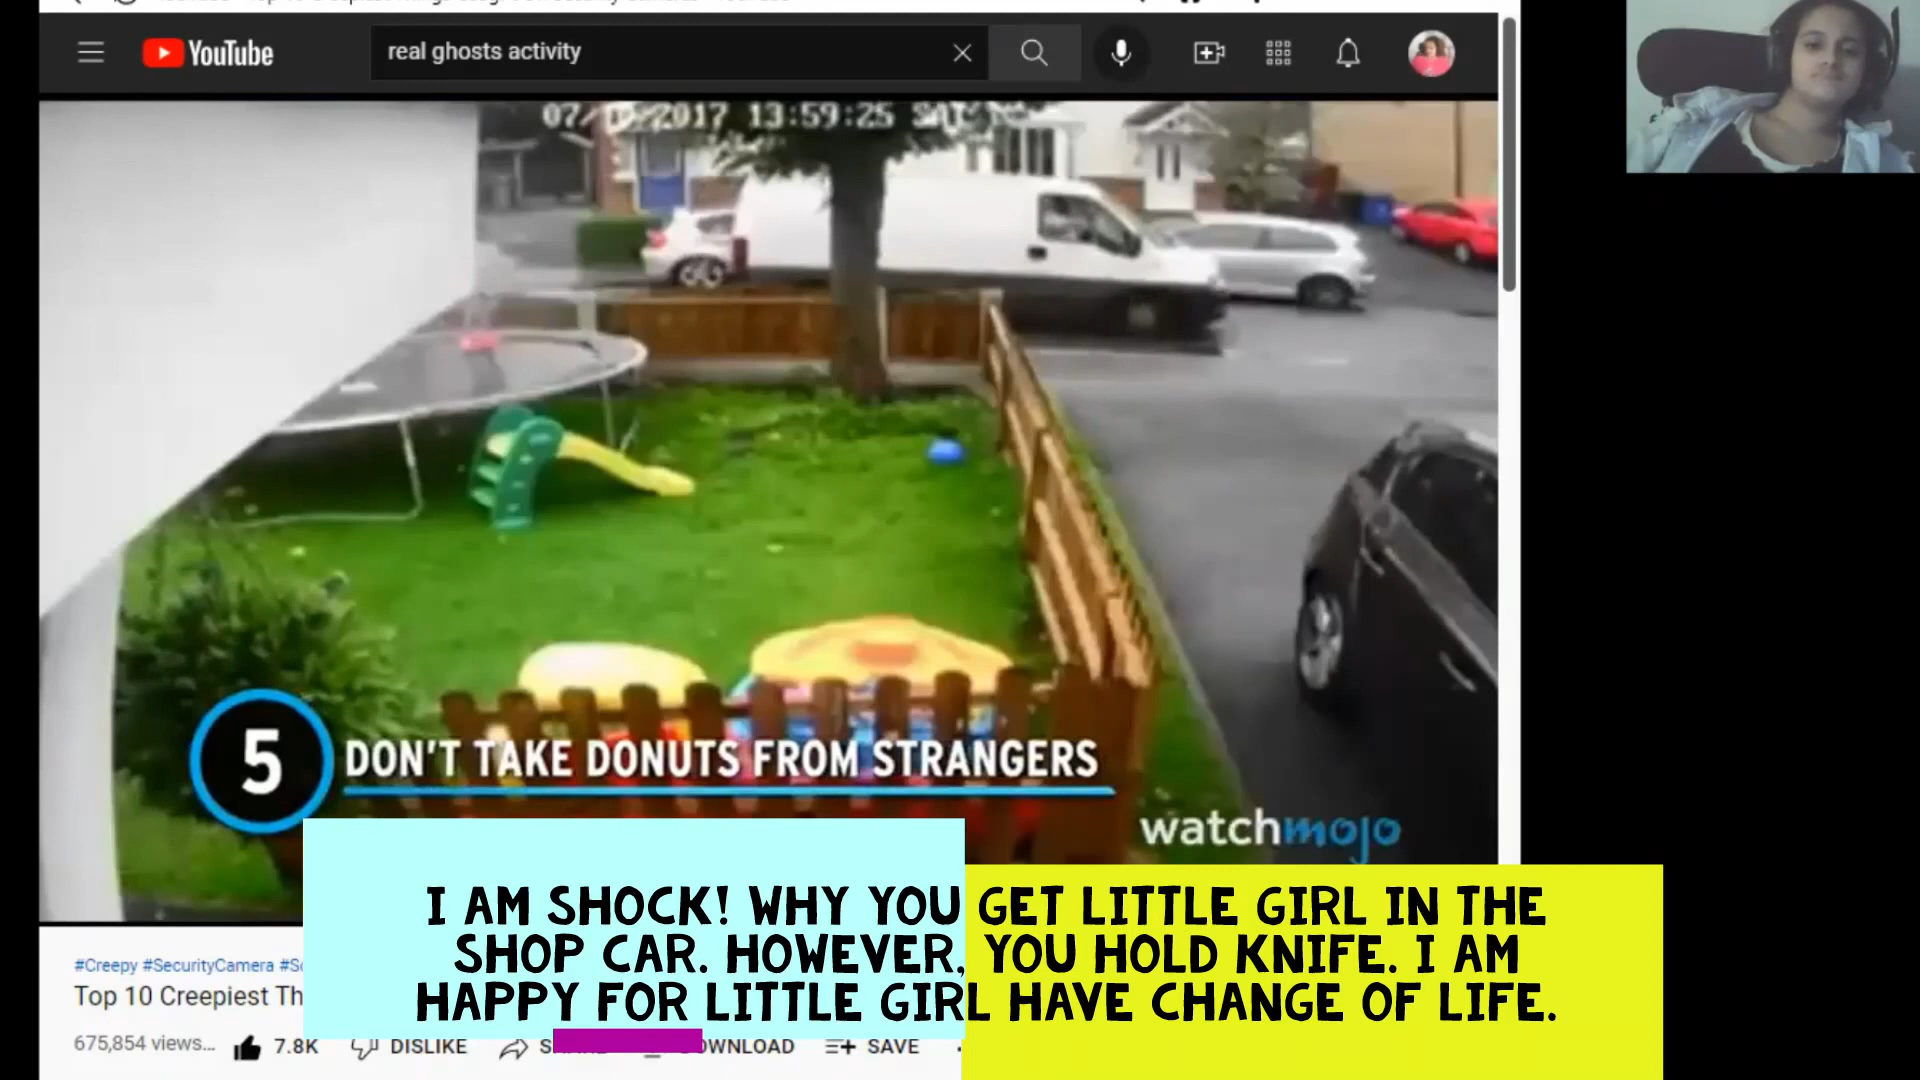 YouTube
real ghosts activity
2017 13:59:25
5
DON'T TAKE DONUTS FROM STRANGERS
watchmojo
I AM SHOCK! WHY YOU GET LITTLE GIRL IN THE
SHOP CAR. HOWEVER, YOU HOLD KNIFE. I AM
HAPPY FOR LITTLE GIRL HAVE CHANGE OF LIFE.
#Creepy #SecurityCamera
Top 10 Creepiest
675,854 views...
7.8K
DISLIKE
SAVE